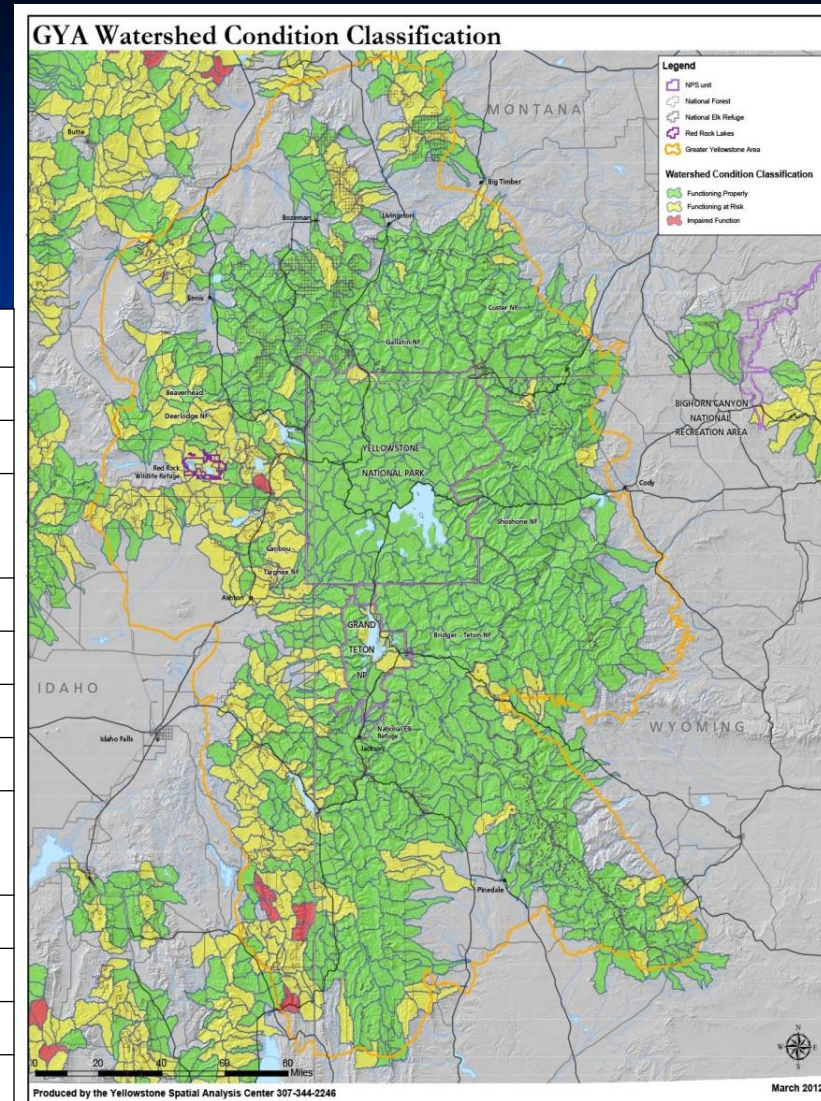 GYA Watershed Condition Classification
Legend
NPS unit
National Forest
National Elk Refuge
Red Rock Lakes
Greater Yellowstone Area
Watershed Condition Classification
Functioning Properly
Functioning at Risk
Impaired Function
MONTANA
Butte
Big Timber
Bozeman
Livingston
Ennis
Custer NF
Gallatin NF
Beaverhead
Deerlodge NF
BIGHORN CANYON
NATIONAL
RECREATION AREA
YELLOWSTONE
NATIONAL PARK
Red Rock
Wildlife Refuge
Cody
Shoshone NF
Caribou
Targhee NF
Ashton
GRAND
TETON
NP
Bridger - Teton NF
IDAHO
WYOMING
Idaho Falls
National Elk
Refuge
Jackson
Pinedale
N
W
E
S
0 20 40 60 80
Miles
Produced by the Yellowstone Spatial Analysis Center 307-344-2246
March 2012